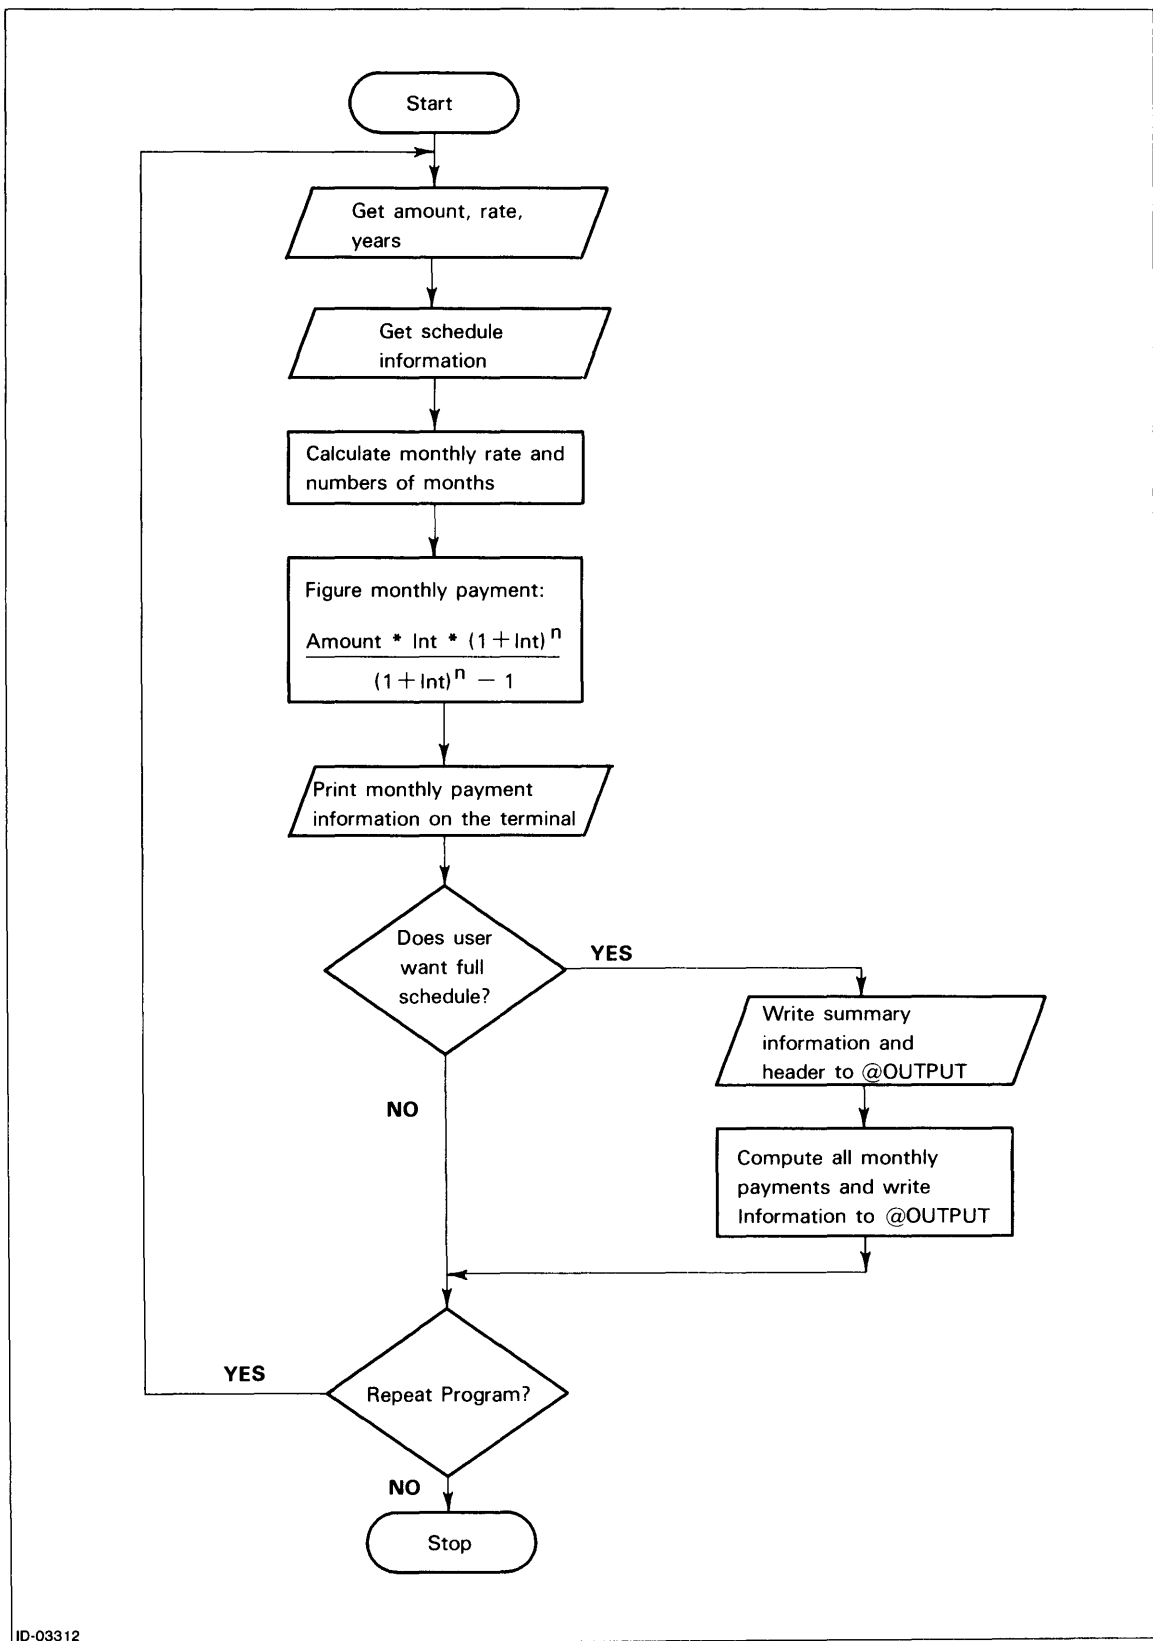 Start
Get amount, rate,
years
Get schedule
information
Calculate monthly rate and
numbers of months
Figure monthly payment:
Amount * Int * (1 + Int)^n
(1 + Int)^n − 1
Print monthly payment
information on the terminal
Does user
want full
schedule?
YES
Write summary
information and
header to @OUTPUT
NO
Compute all monthly
payments and write
Information to @OUTPUT
YES
Repeat Program?
NO
Stop
ID-03312